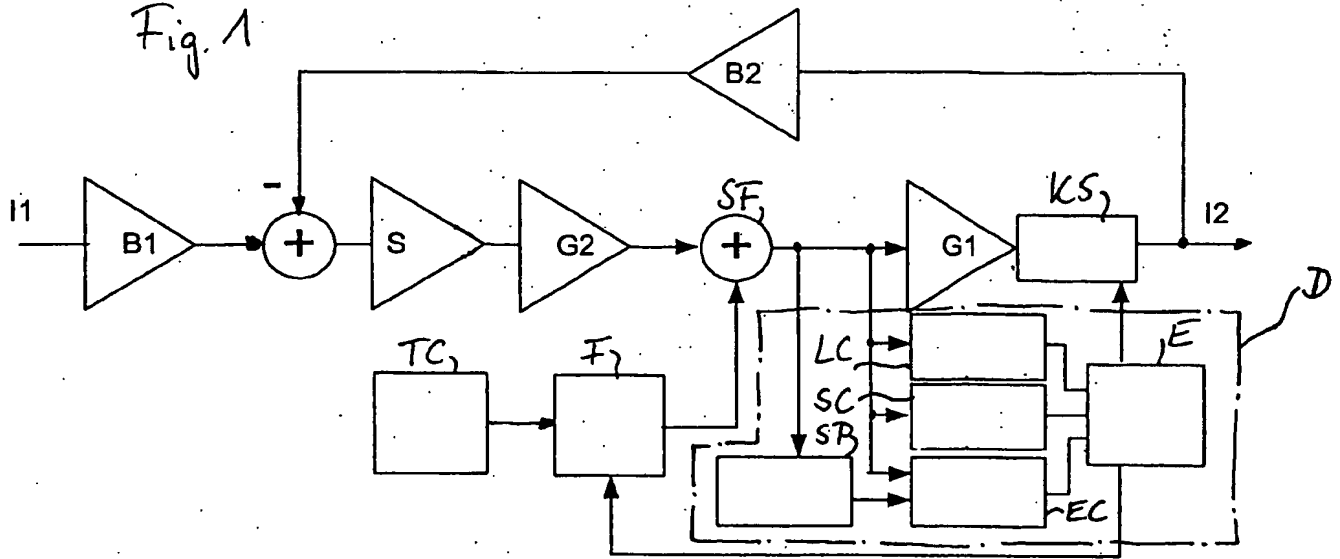 Fig. 1
B2
-
I1
B1
+
S
G2
SF
+
G1
KS
I2
D
TC
F
LC
E
SC
SB
EC